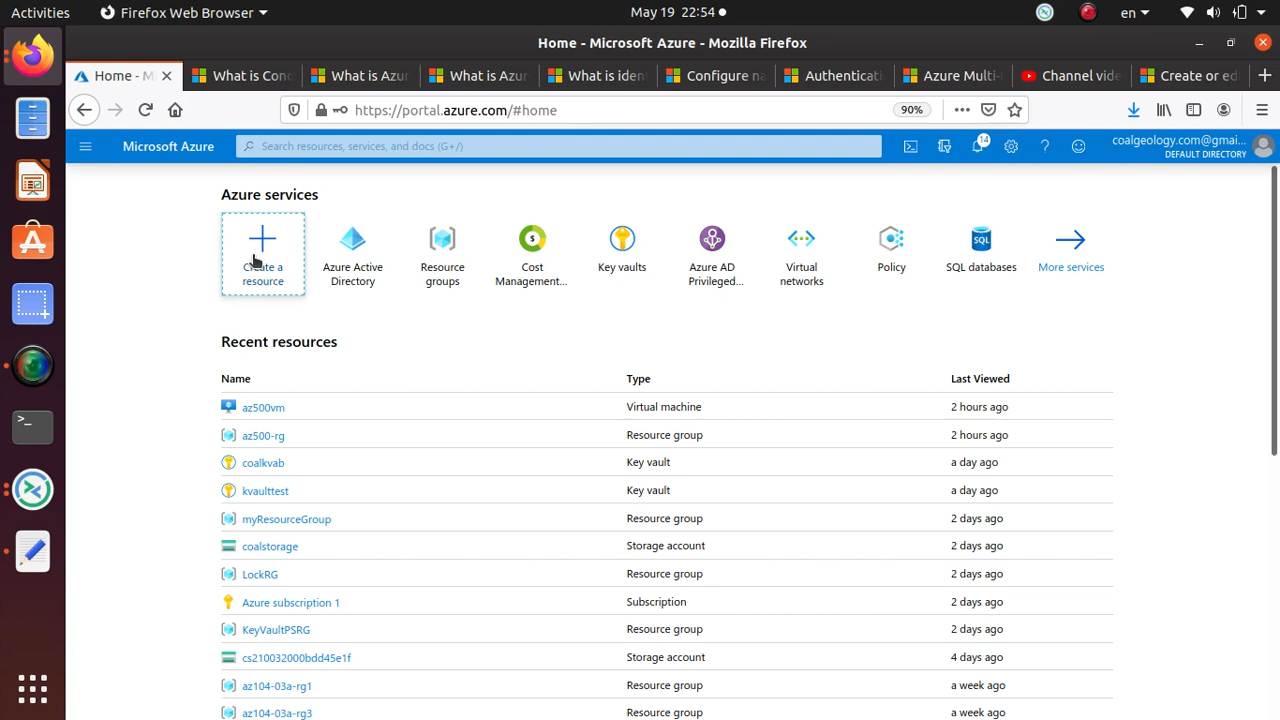 Activities
Firefox Web Browser
May 19 22:54
en
Home - Microsoft Azure - Mozilla Firefox
Home - M
What is Con
What is Azu
What is Azu
What is iden
Configure na
Authenticati
Azure Multi-
Channel vide
Create or ed
https://portal.azure.com/#home
90%
Microsoft Azure
Search resources, services, and docs (G+/)
14
coalgeology.com@gmai...
DEFAULT DIRECTORY
Azure services
Create a resource
Azure Active Directory
Resource groups
Cost Management...
Key vaults
Azure AD Privileged...
Virtual networks
Policy
SQL databases
More services
Recent resources
Name Type Last Viewed
az500vm Virtual machine 2 hours ago
az500-rg Resource group 2 hours ago
coalkvab Key vault a day ago
kvaulttest Key vault a day ago
myResourceGroup Resource group 2 days ago
coalstorage Storage account 2 days ago
LockRG Resource group 2 days ago
Azure subscription 1 Subscription 2 days ago
KeyVaultPSRG Resource group 2 days ago
cs210032000bdd45e1f Storage account 4 days ago
az104-03a-rg1 Resource group a week ago
az104-03a-rg3 Resource group a week ago